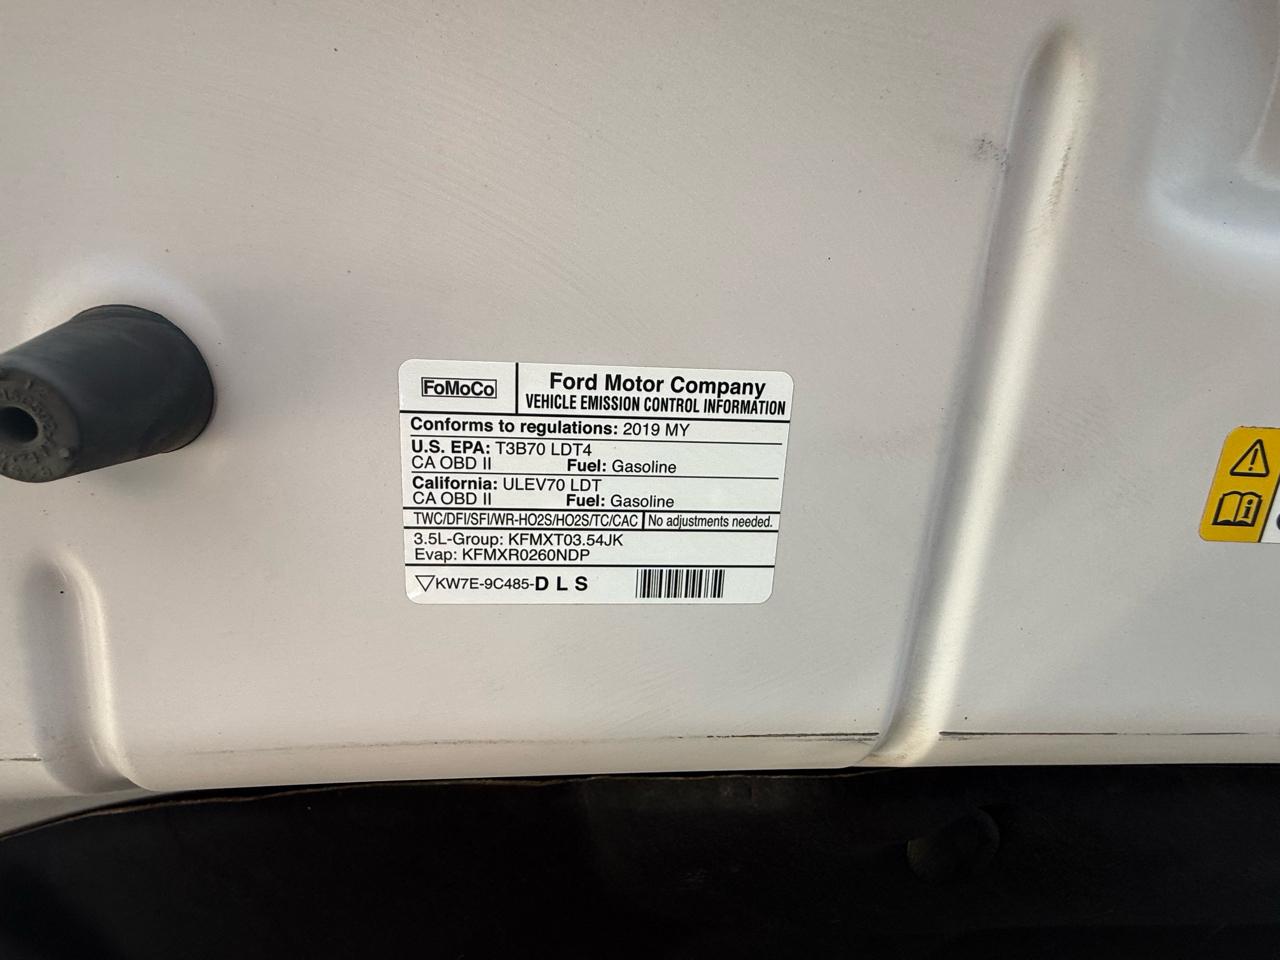 FoMoCo
Ford Motor Company
VEHICLE EMISSION CONTROL INFORMATION
Conforms to regulations: 2019 MY
U.S. EPA: T3B70 LDT4
CA OBD II Fuel: Gasoline
California: ULEV70 LDT
CA OBD II Fuel: Gasoline
TWC/DFI/SFI/WR-HO2S/HO2S/TC/CAC No adjustments needed.
3.5L-Group: KFMXT03.54JK
Evap: KFMXR0260NDP
KW7E-9C485-D L S